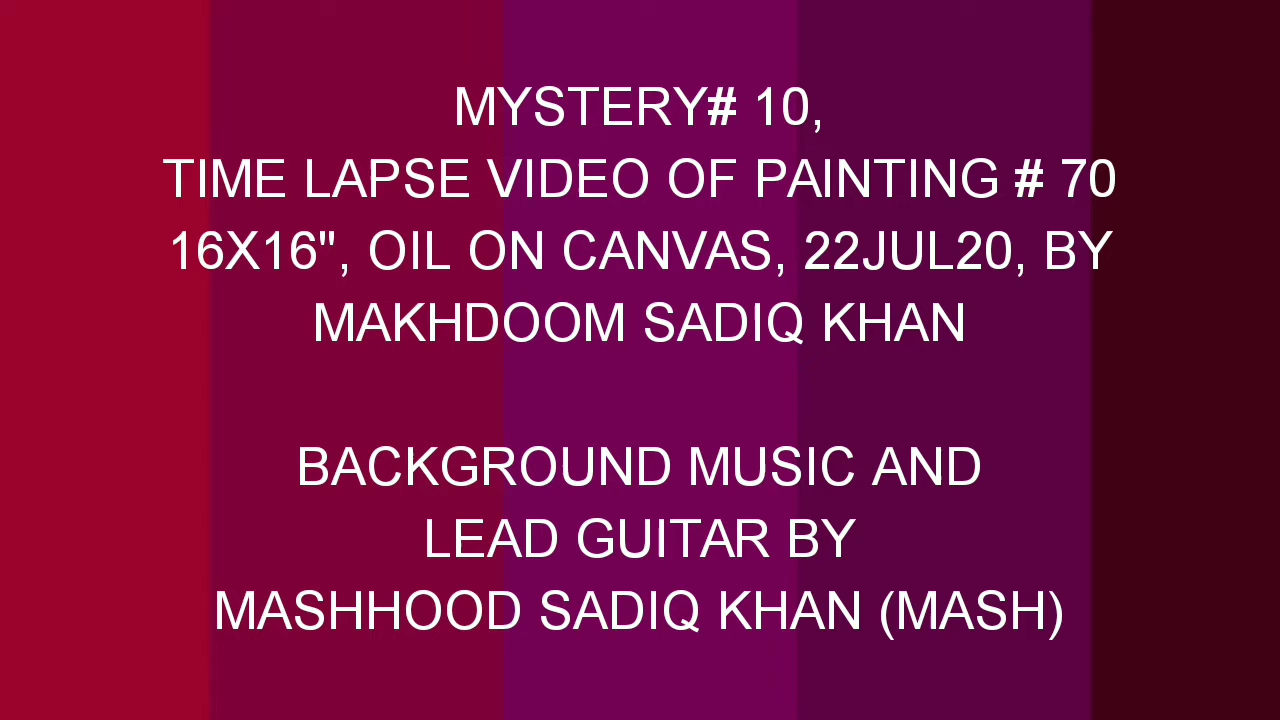 MYSTERY# 10,
TIME LAPSE VIDEO OF PAINTING # 70
16X16", OIL ON CANVAS, 22JUL20, BY
MAKHDOOM SADIQ KHAN
BACKGROUND MUSIC AND
LEAD GUITAR BY
MASHHOOD SADIQ KHAN (MASH)